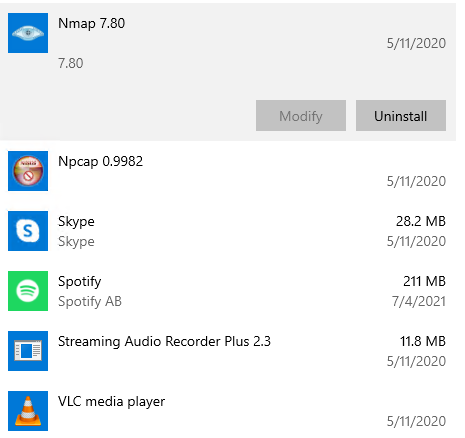 Nmap 7.80
5/11/2020
7.80
Modify
Uninstall
Npcap 0.9982
5/11/2020
Skype 28.2 MB
Skype 5/11/2020
Spotify 211 MB
Spotify AB 7/4/2021
Streaming Audio Recorder Plus 2.3 11.8 MB
5/11/2020
VLC media player
5/11/2020